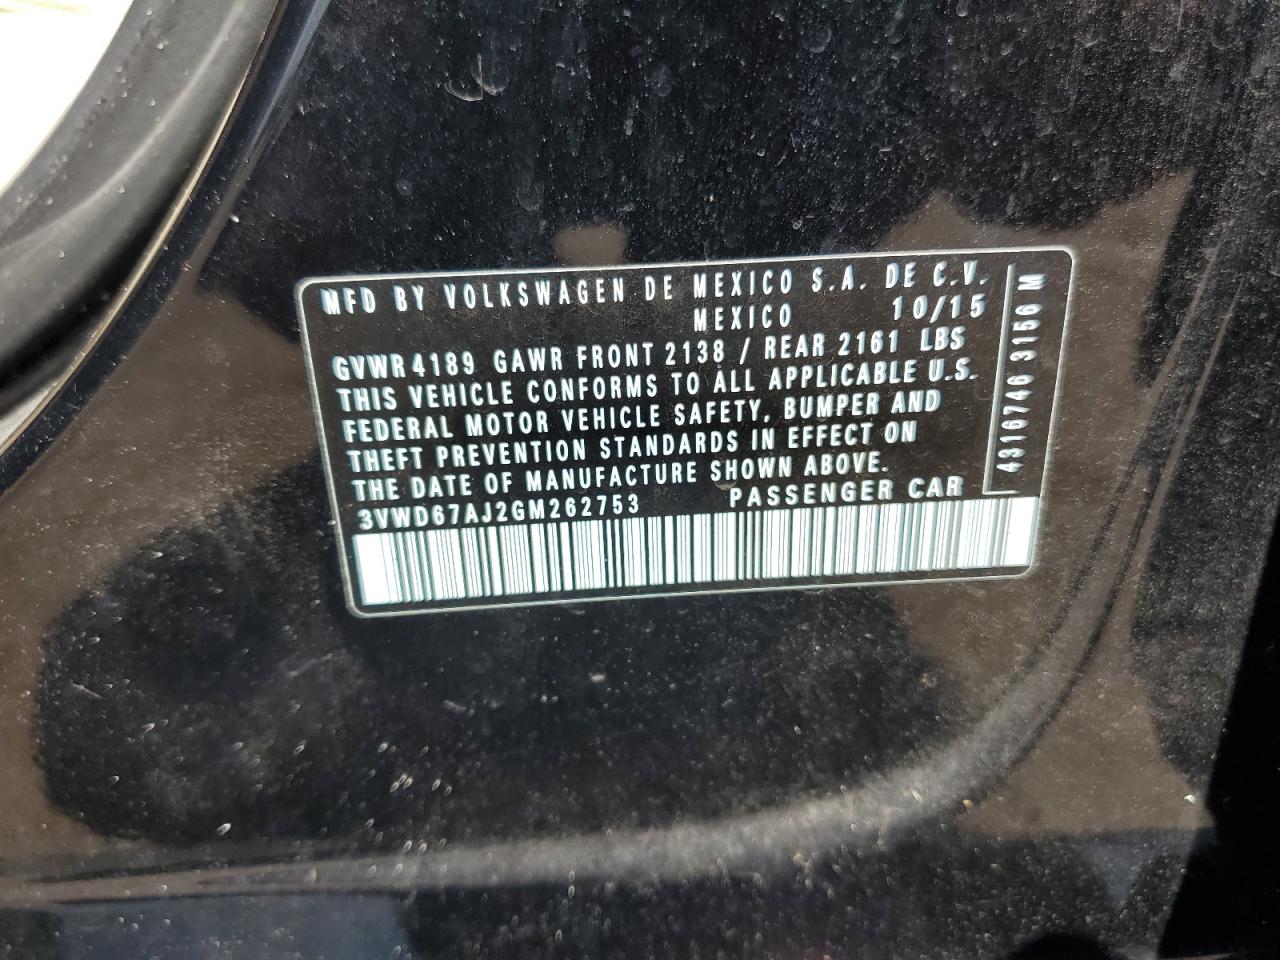 MFD BY VOLKSWAGEN DE MEXICO S.A. DE C.V.
MEXICO 10/15
GVWR 4189 GAWR FRONT 2138 / REAR 2161 LBS
THIS VEHICLE CONFORMS TO ALL APPLICABLE U.S.
FEDERAL MOTOR VEHICLE SAFETY, BUMPER AND
THEFT PREVENTION STANDARDS IN EFFECT ON
THE DATE OF MANUFACTURE SHOWN ABOVE.
3VWD67AJ2GM262753 PASSENGER CAR
4316746 3156 M